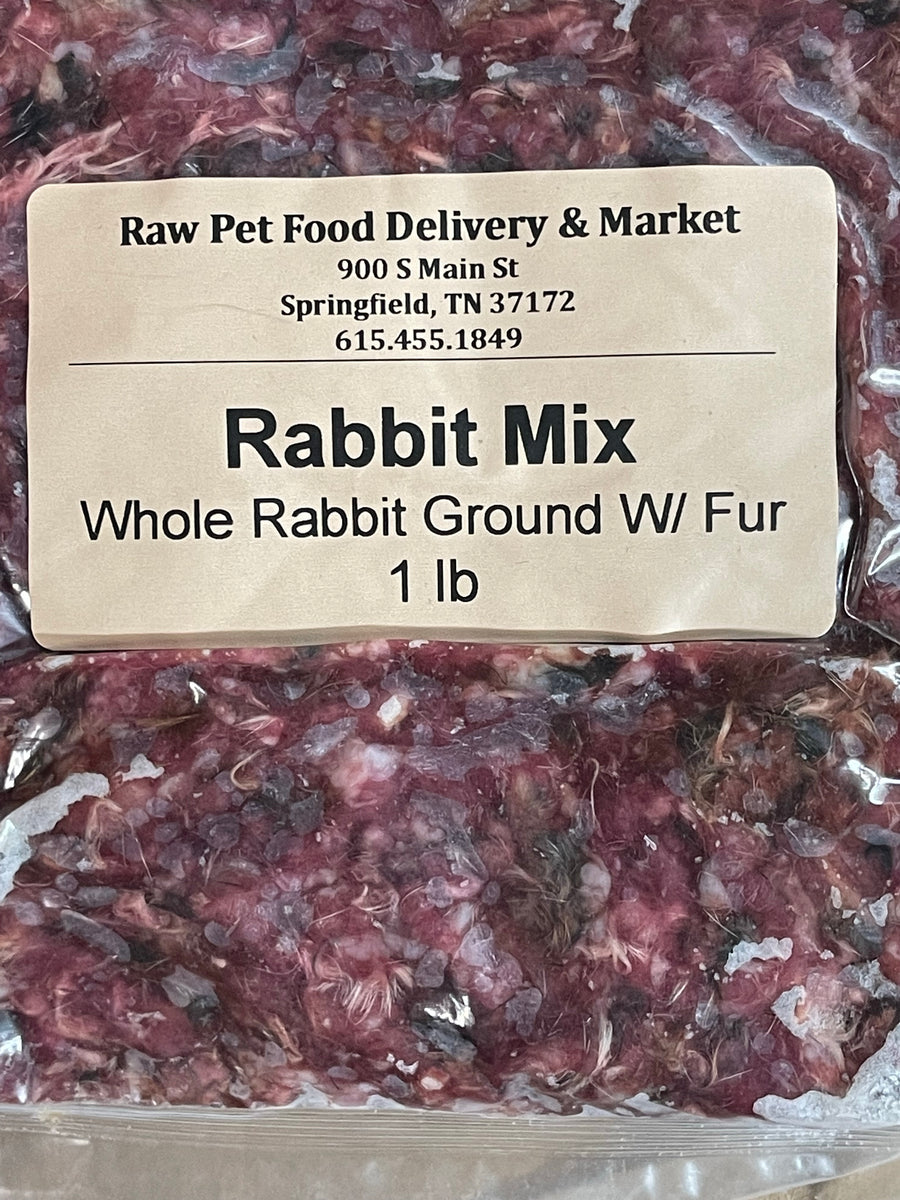 Raw Pet Food Delivery & Market
900 S Main St
Springfield, TN 37172
615.455.1849
Rabbit Mix
Whole Rabbit Ground W/ Fur
1 lb